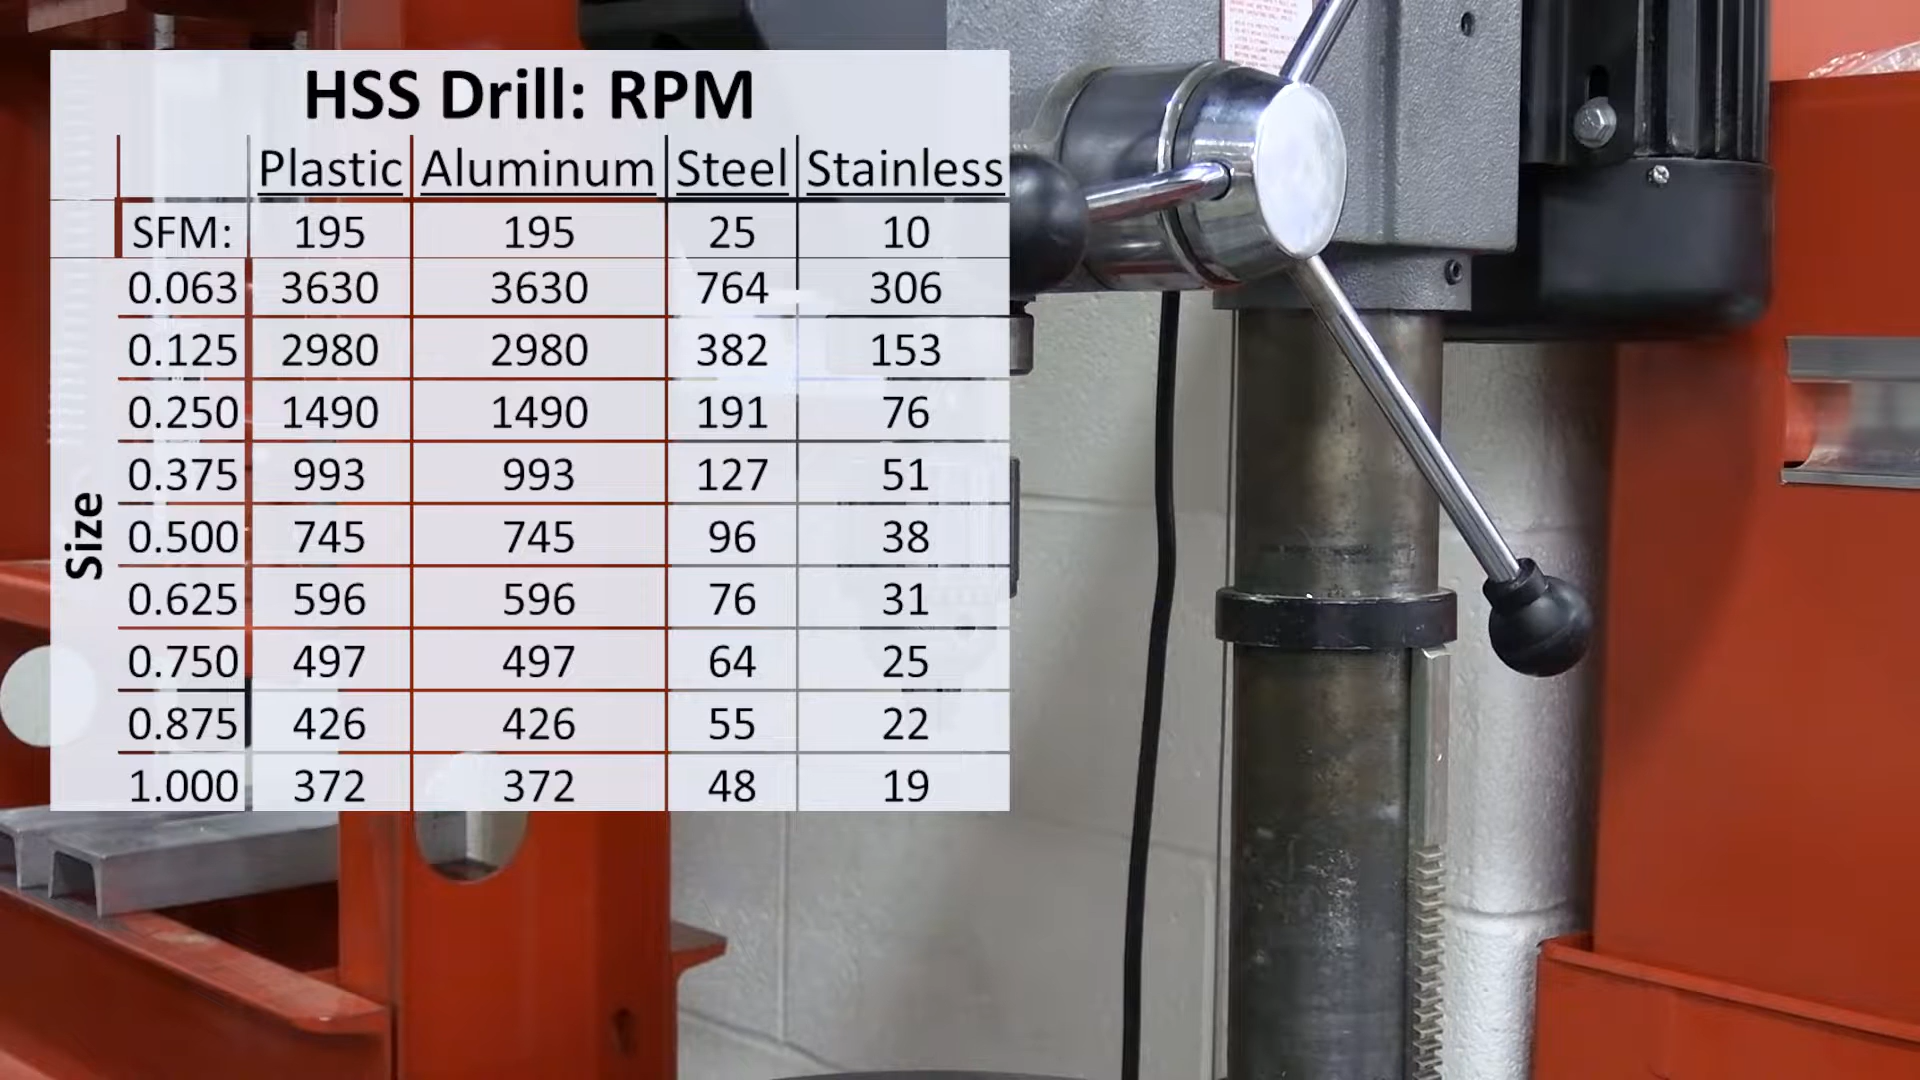 HSS Drill: RPM
Plastic Aluminum Steel Stainless
SFM: 195 195 25 10
0.063 3630 3630 764 306
0.125 2980 2980 382 153
0.250 1490 1490 191 76
0.375 993 993 127 51
Size
0.500 745 745 96 38
0.625 596 596 76 31
0.750 497 497 64 25
0.875 426 426 55 22
1.000 372 372 48 19